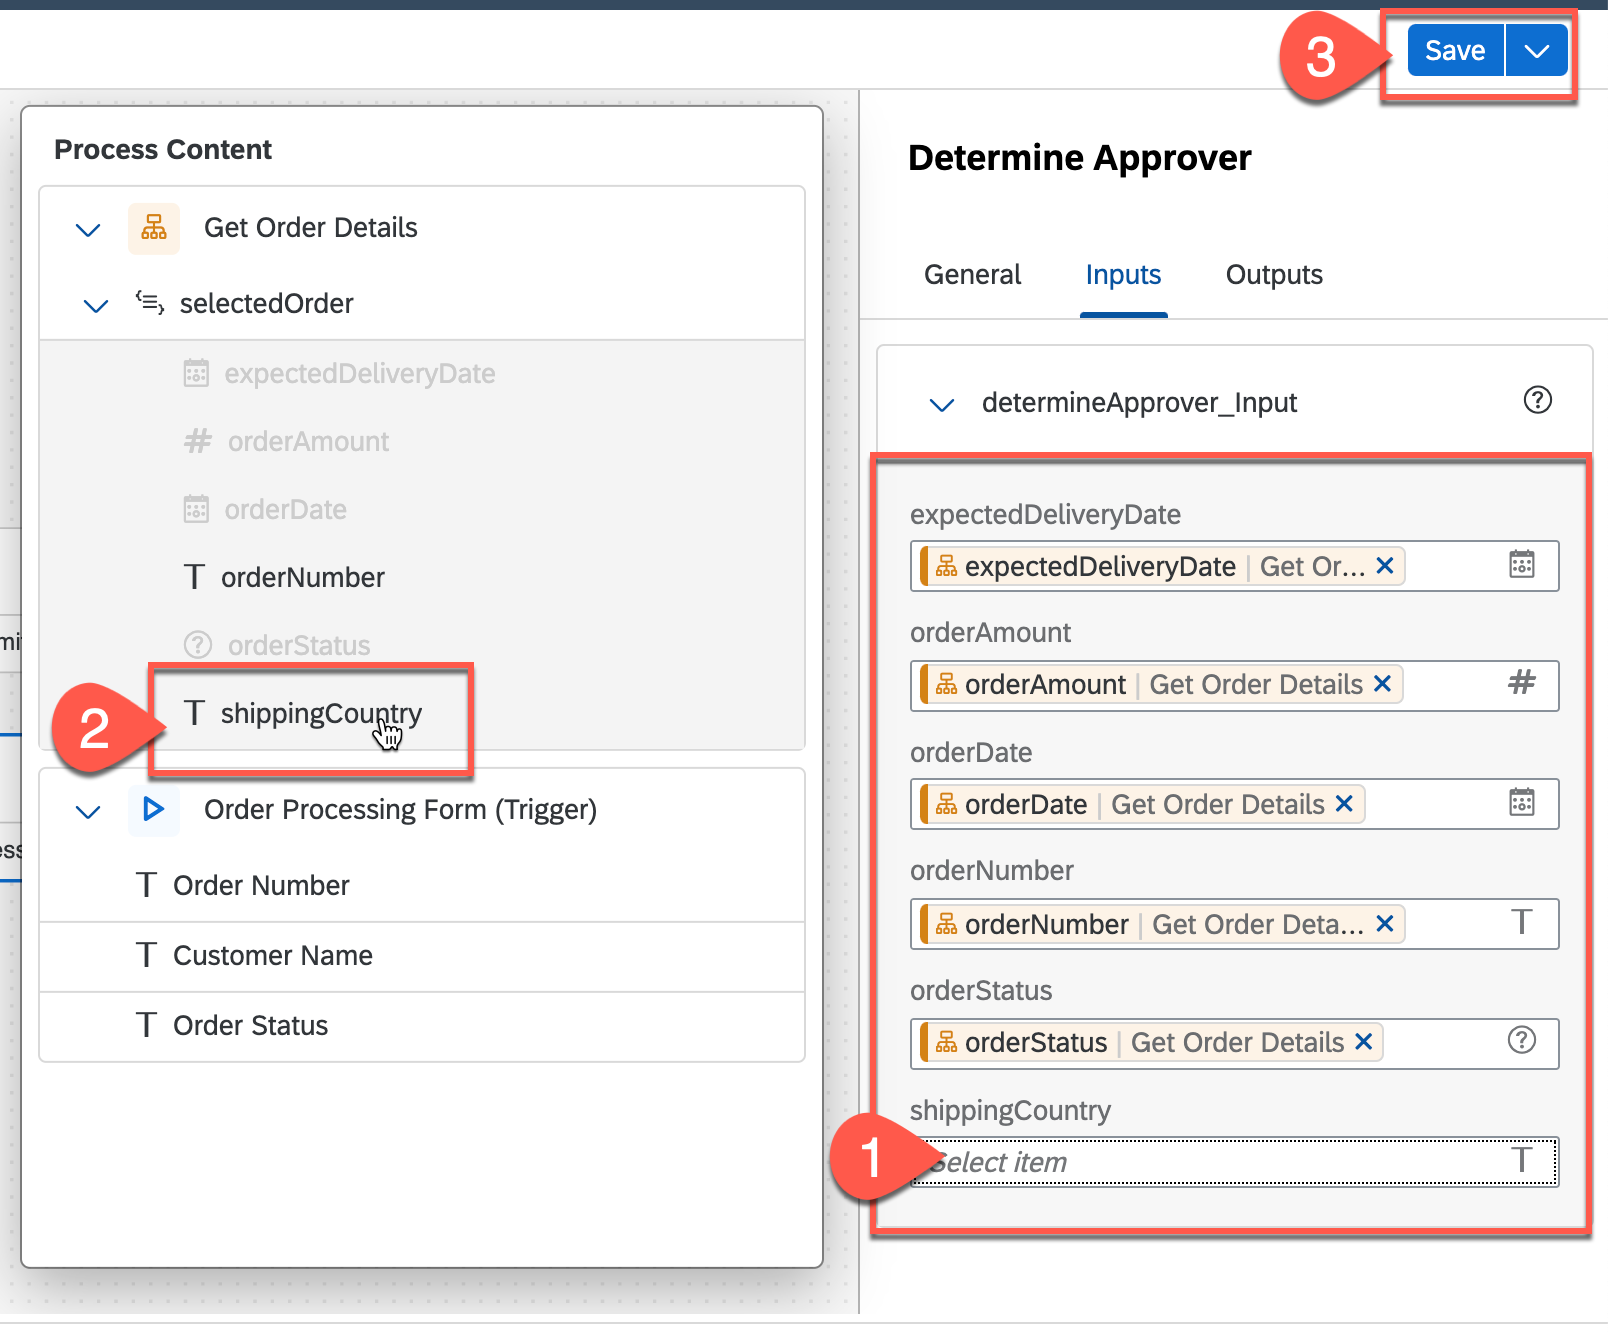 3
Save
Process Content
Get Order Details
selectedOrder
expectedDeliveryDate
orderAmount
orderDate
orderNumber
orderStatus
2
shippingCountry
Order Processing Form (Trigger)
Order Number
Customer Name
Order Status
Determine Approver
General
Inputs
Outputs
determineApprover_Input
expectedDeliveryDate
expectedDeliveryDate | Get Or...
orderAmount
# orderAmount | Get Order Details
orderDate
orderDate | Get Order Details
orderNumber
orderNumber | Get Order Deta...
orderStatus
orderStatus | Get Order Details
shippingCountry
1
Select item